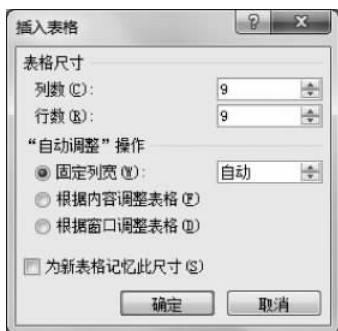 插入表格
表格尺寸
列数(C): 9
行数(R): 9
“自动调整”操作
固定列宽(W): 自动
根据内容调整表格(F)
根据窗口调整表格(D)
为新表格记忆此尺寸(S)
确定 取消